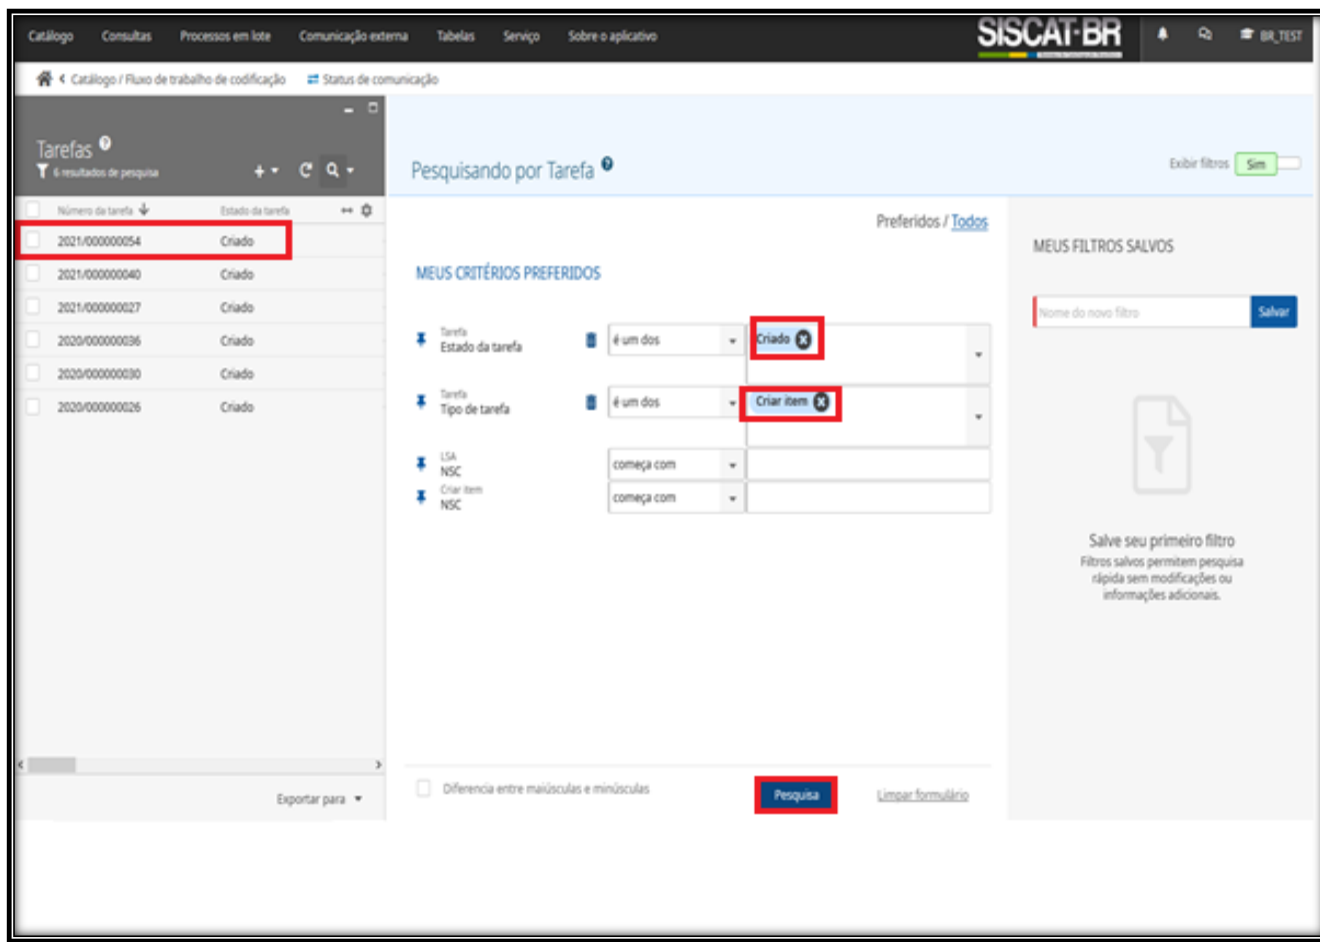 Catálogo Consultas Processos em lote Comunicação externa Tabelas Serviço Sobre o aplicativo SISCAT-BR BR_TEST
Catálogo / Fluxo de trabalho de codificação Status de comunicação
Tarefas
6 resultados de pesquisa
Número da tarefa Estado da tarefa
2021/000000054 Criado
2021/000000040 Criado
2021/000000027 Criado
2020/000000036 Criado
2020/000000030 Criado
2020/000000026 Criado
Exportar para
Pesquisando por Tarefa
Exibir filtros Sim
Preferidos / Todos
MEUS CRITÉRIOS PREFERIDOS
Tarefa
Estado da tarefa é um dos Criado
Tarefa
Tipo de tarefa é um dos Criar item
LSA
NSC começa com
Criar item
NSC começa com
Diferencia entre maiúsculas e minúsculas Pesquisa Limpar formulário
MEUS FILTROS SALVOS
Nome do novo filtro Salvar
Salve seu primeiro filtro
Filtros salvos permitem pesquisa
rápida sem modificações ou
informações adicionais.